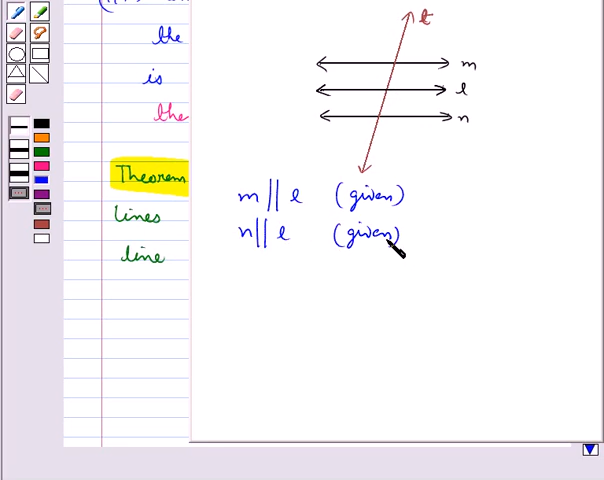 t
m
l
n
the
is
the
Theorem
lines
line
m || l (given)
n || l (given)